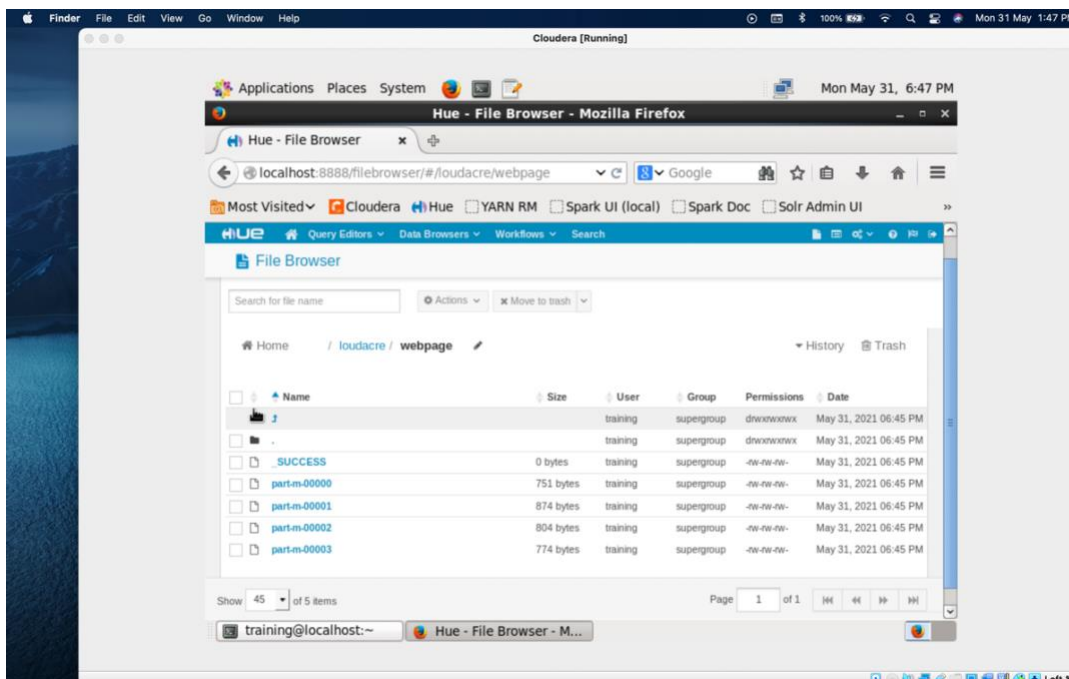 Finder File Edit View Go Window Help 100% Mon 31 May 1:47 P
Cloudera [Running]
Applications Places System Mon May 31, 6:47 PM
Hue - File Browser - Mozilla Firefox
Hue - File Browser
localhost:8888/filebrowser/#/loudacre/webpage Google
Most Visited Cloudera Hue YARN RM Spark UI (local) Spark Doc Solr Admin UI »
HUE Query Editors Data Browsers Workflows Search
File Browser
Search for file name Actions Move to trash
Home / loudacre / webpage History Trash
Name Size User Group Permissions Date
training supergroup drwxrwxrwx May 31, 2021 06:45 PM
. training supergroup drwxrwxrwx May 31, 2021 06:45 PM
_SUCCESS 0 bytes training supergroup -rw-rw-rw- May 31, 2021 06:45 PM
part-m-00000 751 bytes training supergroup -rw-rw-rw- May 31, 2021 06:45 PM
part-m-00001 874 bytes training supergroup -rw-rw-rw- May 31, 2021 06:45 PM
part-m-00002 804 bytes training supergroup -rw-rw-rw- May 31, 2021 06:45 PM
part-m-00003 774 bytes training supergroup -rw-rw-rw- May 31, 2021 06:45 PM
Show 45 of 5 items Page 1 of 1
training@localhost:~ Hue - File Browser - M...
Left